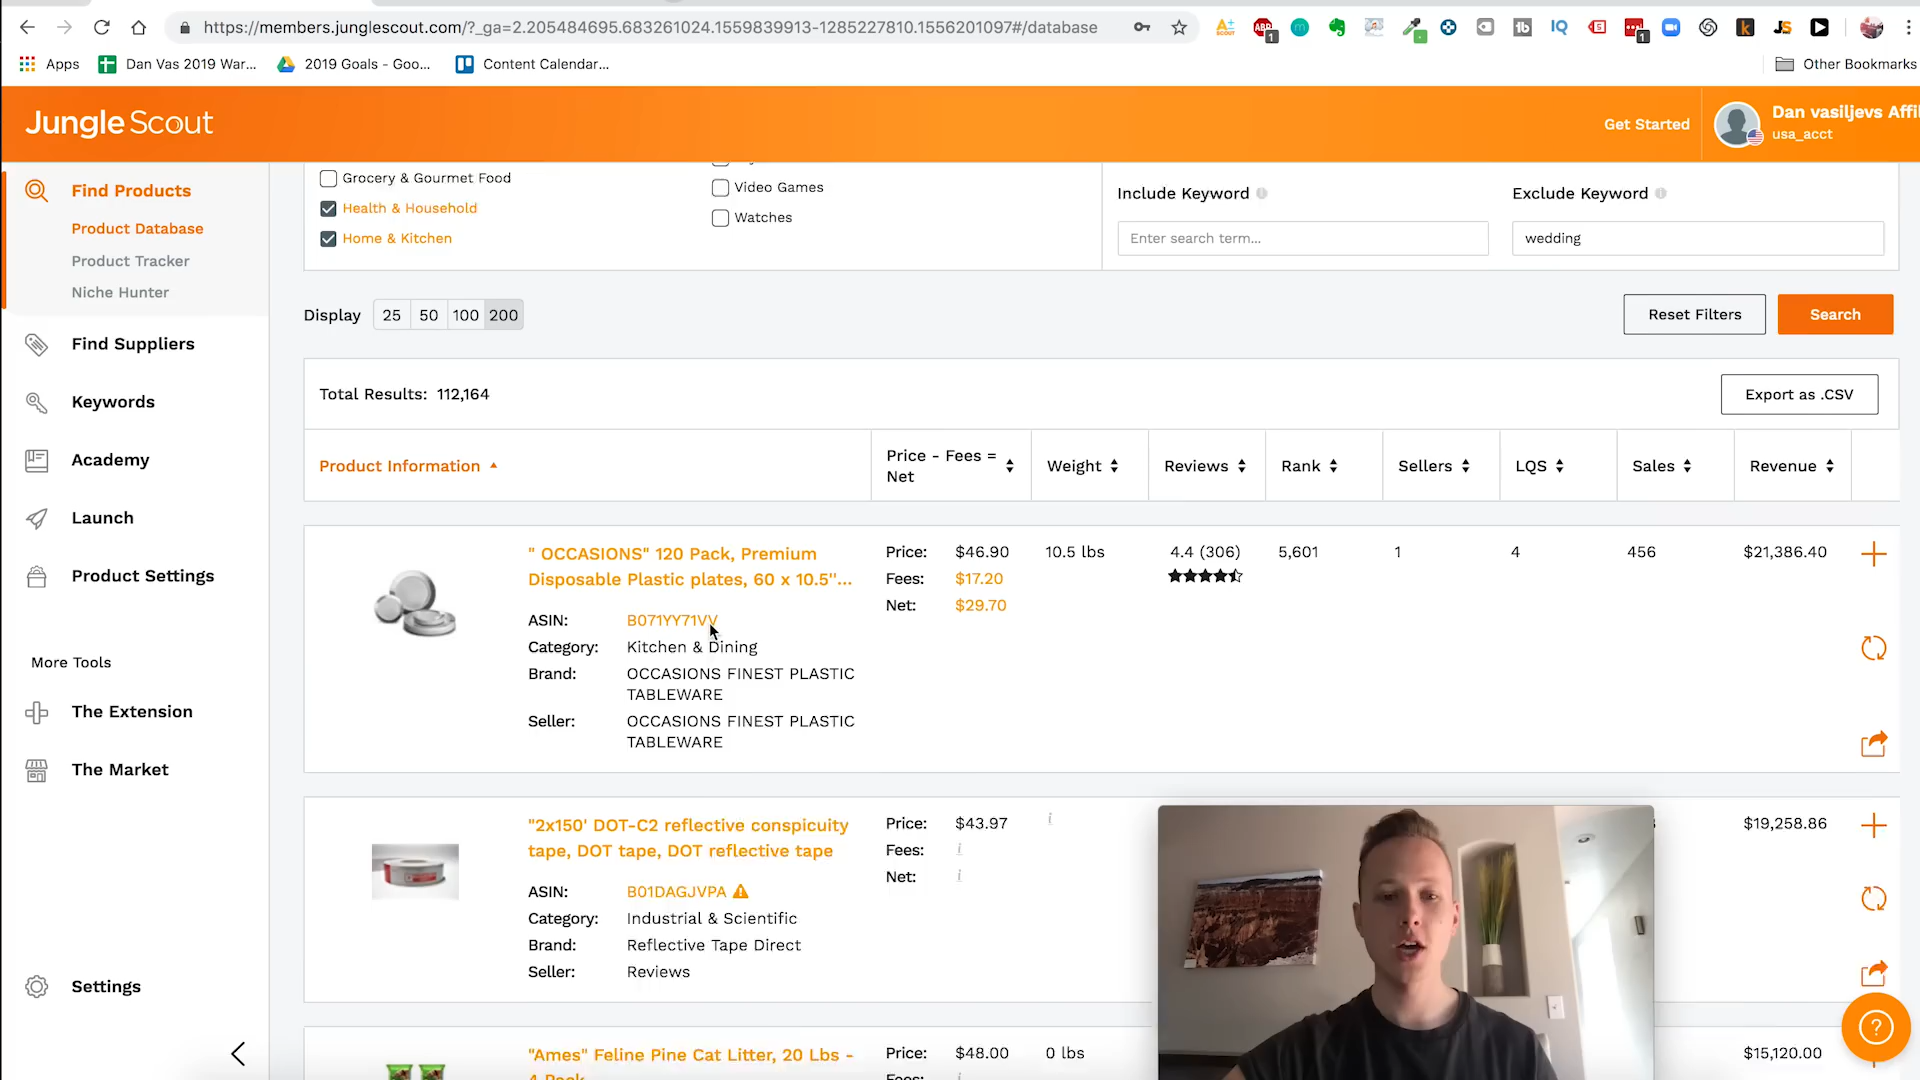 https://members.junglescout.com/?_ga=2.205484695.683261024.1559839913-1285227810.1556201097#/database
Apps
Dan Vas 2019 War...
2019 Goals - Goo...
Content Calendar...
Other Bookmarks
Jungle Scout
Get Started
Dan vasiljevs Affil
usa_acct
Find Products
Product Database
Product Tracker
Niche Hunter
Find Suppliers
Keywords
Academy
Launch
Product Settings
More Tools
The Extension
The Market
Settings
Grocery & Gourmet Food
Health & Household
Home & Kitchen
Video Games
Watches
Include Keyword
Enter search term...
Exclude Keyword
wedding
Display 25 50 100 200
Reset Filters
Search
Total Results: 112,164
Export as .CSV
Product Information
Price - Fees = Net
Weight
Reviews
Rank
Sellers
LQS
Sales
Revenue
" OCCASIONS" 120 Pack, Premium
Disposable Plastic plates, 60 x 10.5''...
ASIN: B071YY71VV
Category: Kitchen & Dining
Brand: OCCASIONS FINEST PLASTIC
TABLEWARE
Seller: OCCASIONS FINEST PLASTIC
TABLEWARE
Price: $46.90
Fees: $17.20
Net: $29.70
10.5 lbs
4.4 (306)
5,601
1
4
456
$21,386.40
"2x150' DOT-C2 reflective conspicuity
tape, DOT tape, DOT reflective tape
ASIN: B01DAGJVPA
Category: Industrial & Scientific
Brand: Reflective Tape Direct
Seller: Reviews
Price: $43.97
Fees:
Net:
$19,258.86
"Ames" Feline Pine Cat Litter, 20 Lbs -
4 Pack
Price: $48.00
Fees:
0 lbs
$15,120.00